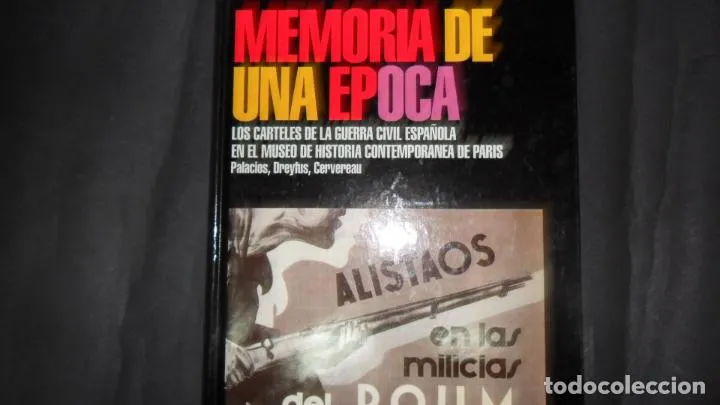 MEMORIA DE
UNA EPOCA
LOS CARTELES DE LA GUERRA CIVIL ESPAÑOLA
EN EL MUSEO DE HISTORIA CONTEMPORANEA DE PARIS
Palacios, Dreyfus, Cervereau
ALISTAOS
en las
milicias
del P.O.U.M.
todocoleccion